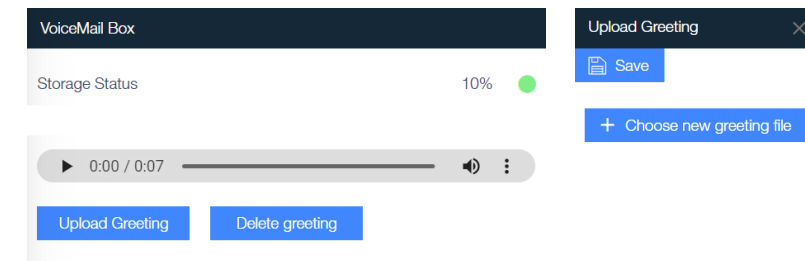 VoiceMail Box
Storage Status 10%
0:00 / 0:07
Upload Greeting Delete greeting
Upload Greeting
Save
+ Choose new greeting file